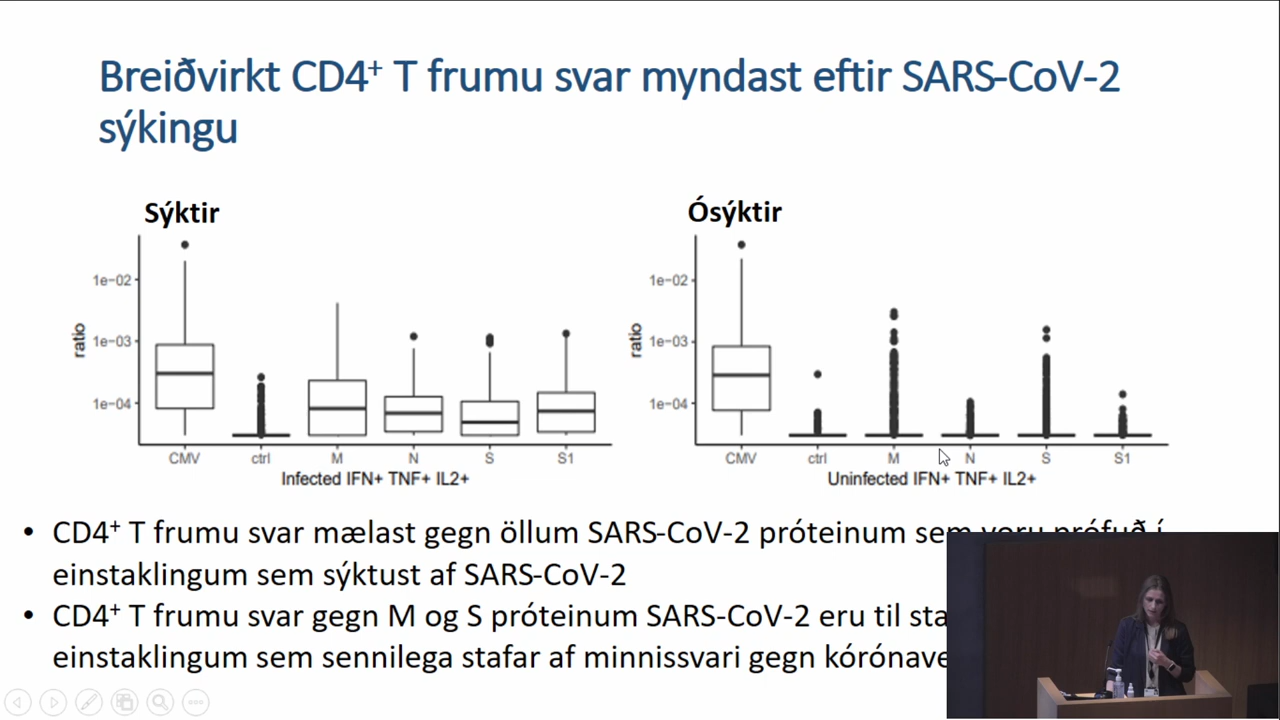 Breiðvirkt CD4⁺ T frumu svar myndast eftir SARS-CoV-2
sýkingu
Sýktir
ratio
1e−02
1e−03
1e−04
CMV ctrl M N S S1
Infected IFN+ TNF+ IL2+
Ósýktir
ratio
1e−02
1e−03
1e−04
CMV ctrl M N S S1
Uninfected IFN+ TNF+ IL2+
• CD4⁺ T frumu svar mælast gegn öllum SARS-CoV-2 próteinum sem voru prófuð í
einstaklingum sem sýktust af SARS-CoV-2
• CD4⁺ T frumu svar gegn M og S próteinum SARS-CoV-2 eru til
einstaklingum sem sennilega stafar af minnissvari gegn